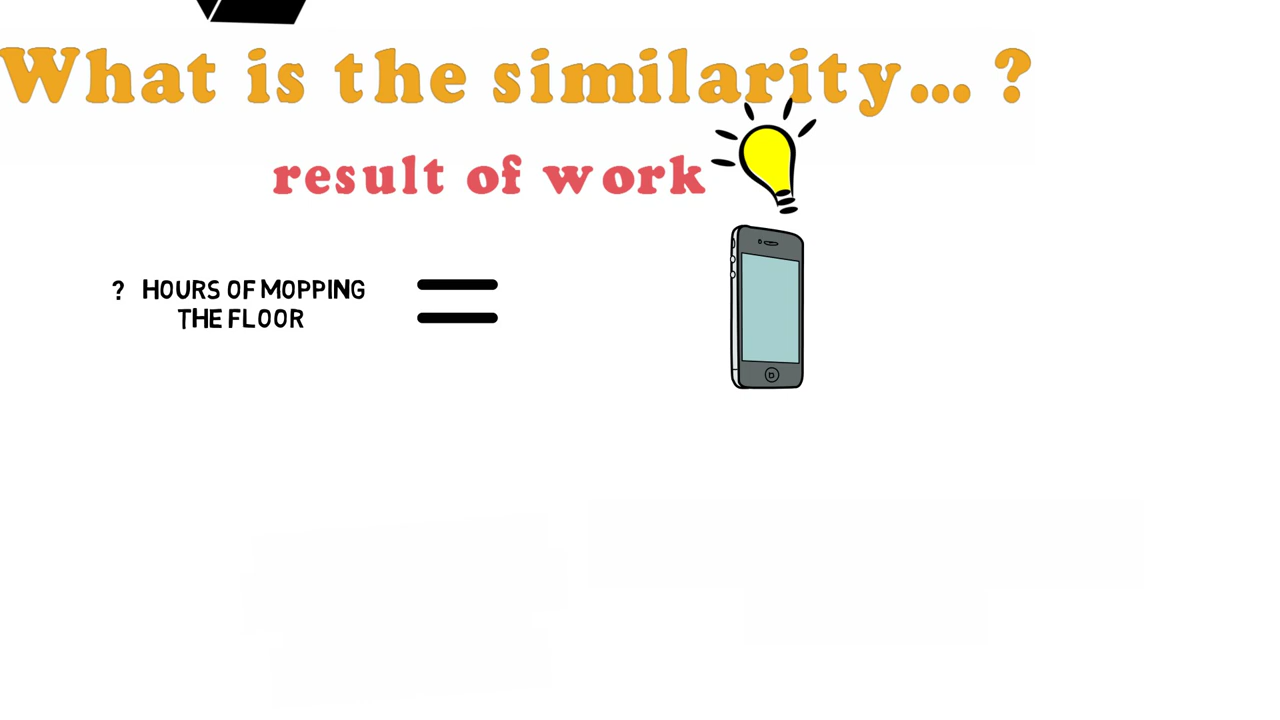 What is the similarity... ?
result of work
? HOURS OF MOPPING
THE FLOOR